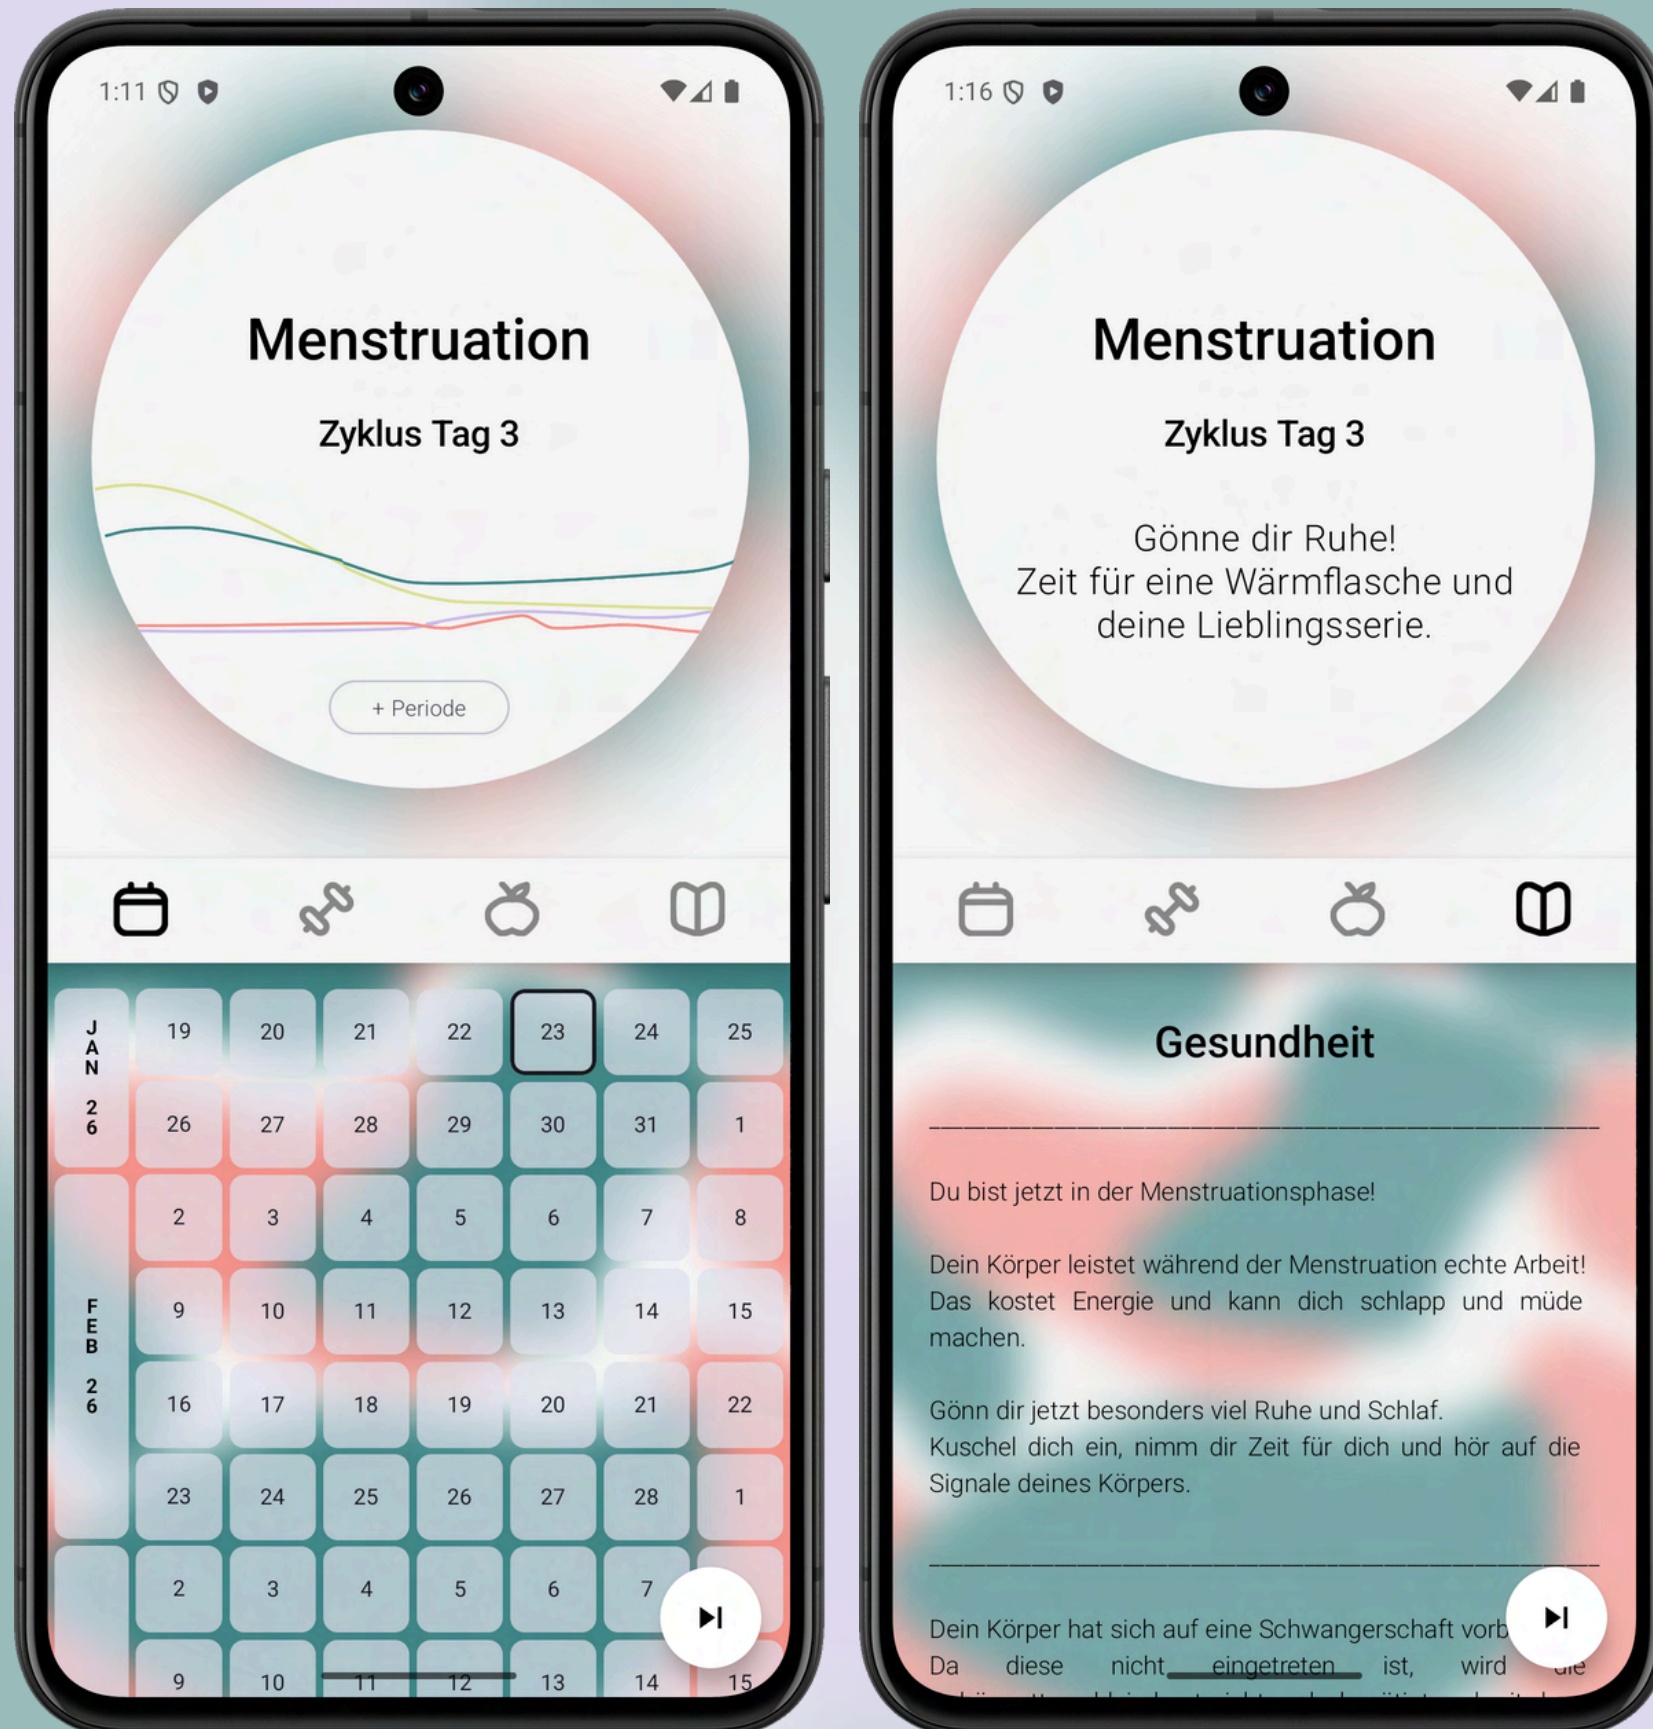 1:11
Menstruation
Zyklus Tag 3
+ Periode
JAN 26
19 20 21 22 23 24 25
26 27 28 29 30 31 1
FEB 26
2 3 4 5 6 7 8
9 10 11 12 13 14 15
16 17 18 19 20 21 22
23 24 25 26 27 28 1
2 3 4 5 6 7
9 10 11 12 13 14 15
1:16
Menstruation
Zyklus Tag 3
Gönne dir Ruhe!
Zeit für eine Wärmflasche und
deine Lieblingsserie.
Gesundheit
Du bist jetzt in der Menstruationsphase!
Dein Körper leistet während der Menstruation echte Arbeit!
Das kostet Energie und kann dich schlapp und müde
machen.
Gönn dir jetzt besonders viel Ruhe und Schlaf.
Kuschel dich ein, nimm dir Zeit für dich und hör auf die
Signale deines Körpers.
Dein Körper hat sich auf eine Schwangerschaft vorb
Da diese nicht eingetreten ist, wird die